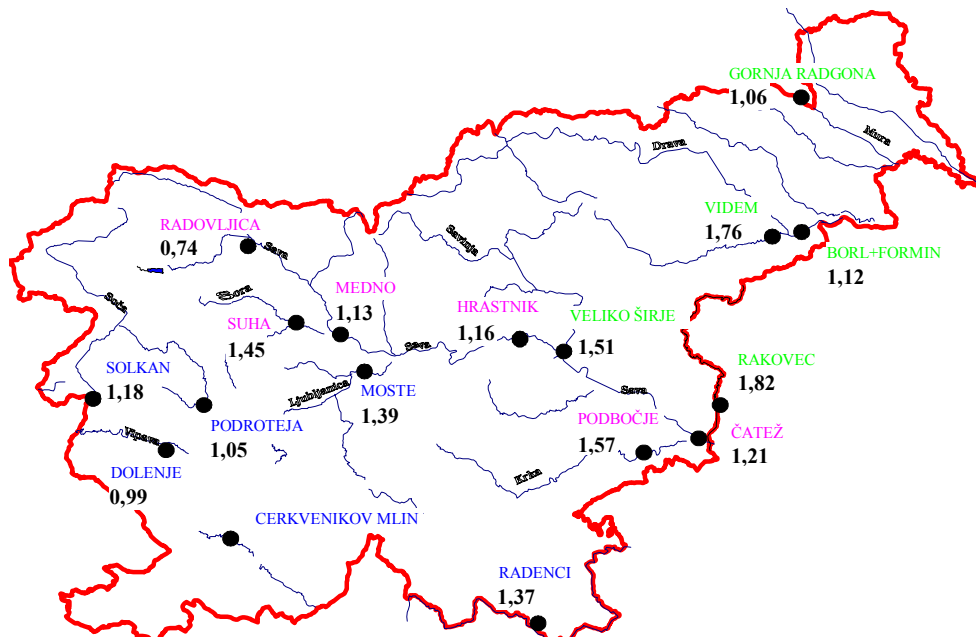 GORNJA RADGONA
1,06
Mura
Drava
VIDEM
1,76
BORL+FORMIN
1,12
RADOVLJICA
0,74
Sava
Savinja
Soča
Sora
MEDNO
1,13
SUHA
1,45
Sava
HRASTNIK
1,16
VELIKO ŠIRJE
1,51
SOLKAN
1,18
Ljubljanica
MOSTE
1,39
Sava
RAKOVEC
1,82
PODROTEJA
1,05
PODBOČJE
1,57
ČATEŽ
1,21
Vipava
DOLENJE
0,99
Krka
CERKVENIKOV MLIN
RADENCI
1,37